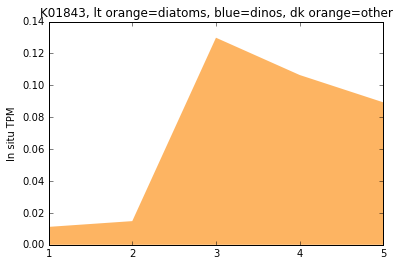 K01843, lt orange=diatoms, blue=dinos, dk orange=other
In situ TPM
0.14
0.12
0.10
0.08
0.06
0.04
0.02
0.00
1 2 3 4 5